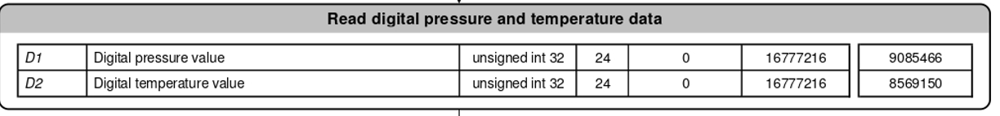 Read digital pressure and temperature data
D1 Digital pressure value unsigned int 32 24 0 16777216 9085466
D2 Digital temperature value unsigned int 32 24 0 16777216 8569150